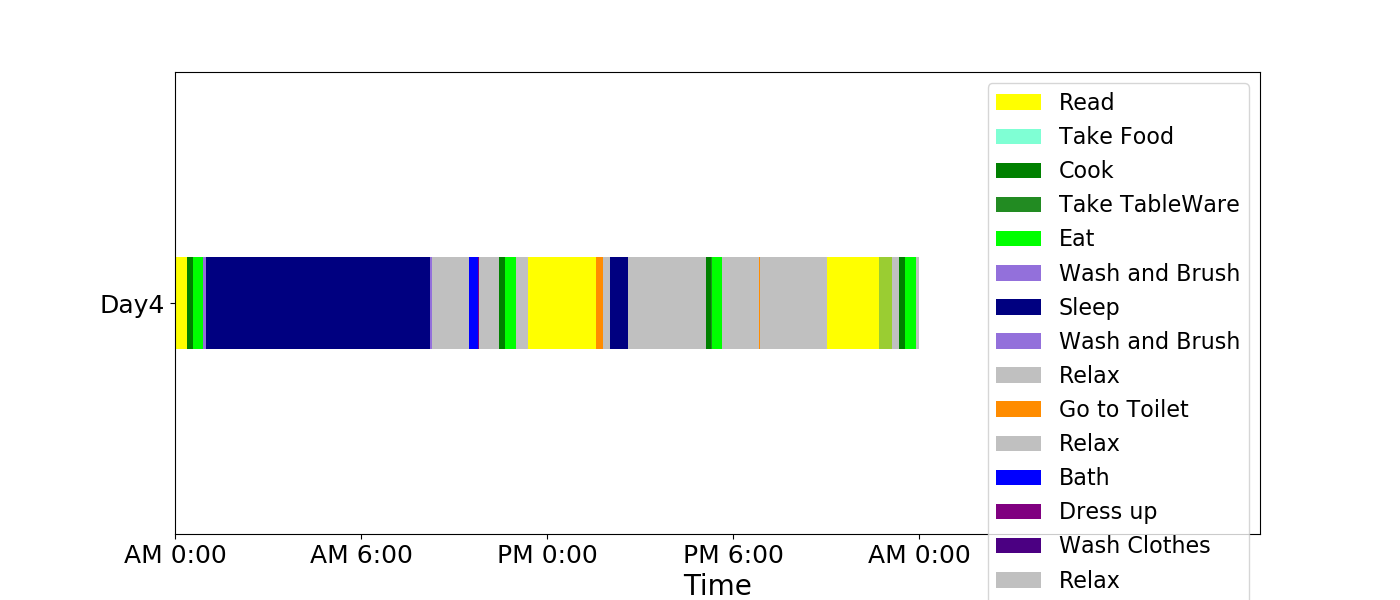 Day4
AM 0:00
AM 6:00
PM 0:00
PM 6:00
AM 0:00
Time
Read
Take Food
Cook
Take TableWare
Eat
Wash and Brush
Sleep
Wash and Brush
Relax
Go to Toilet
Relax
Bath
Dress up
Wash Clothes
Relax